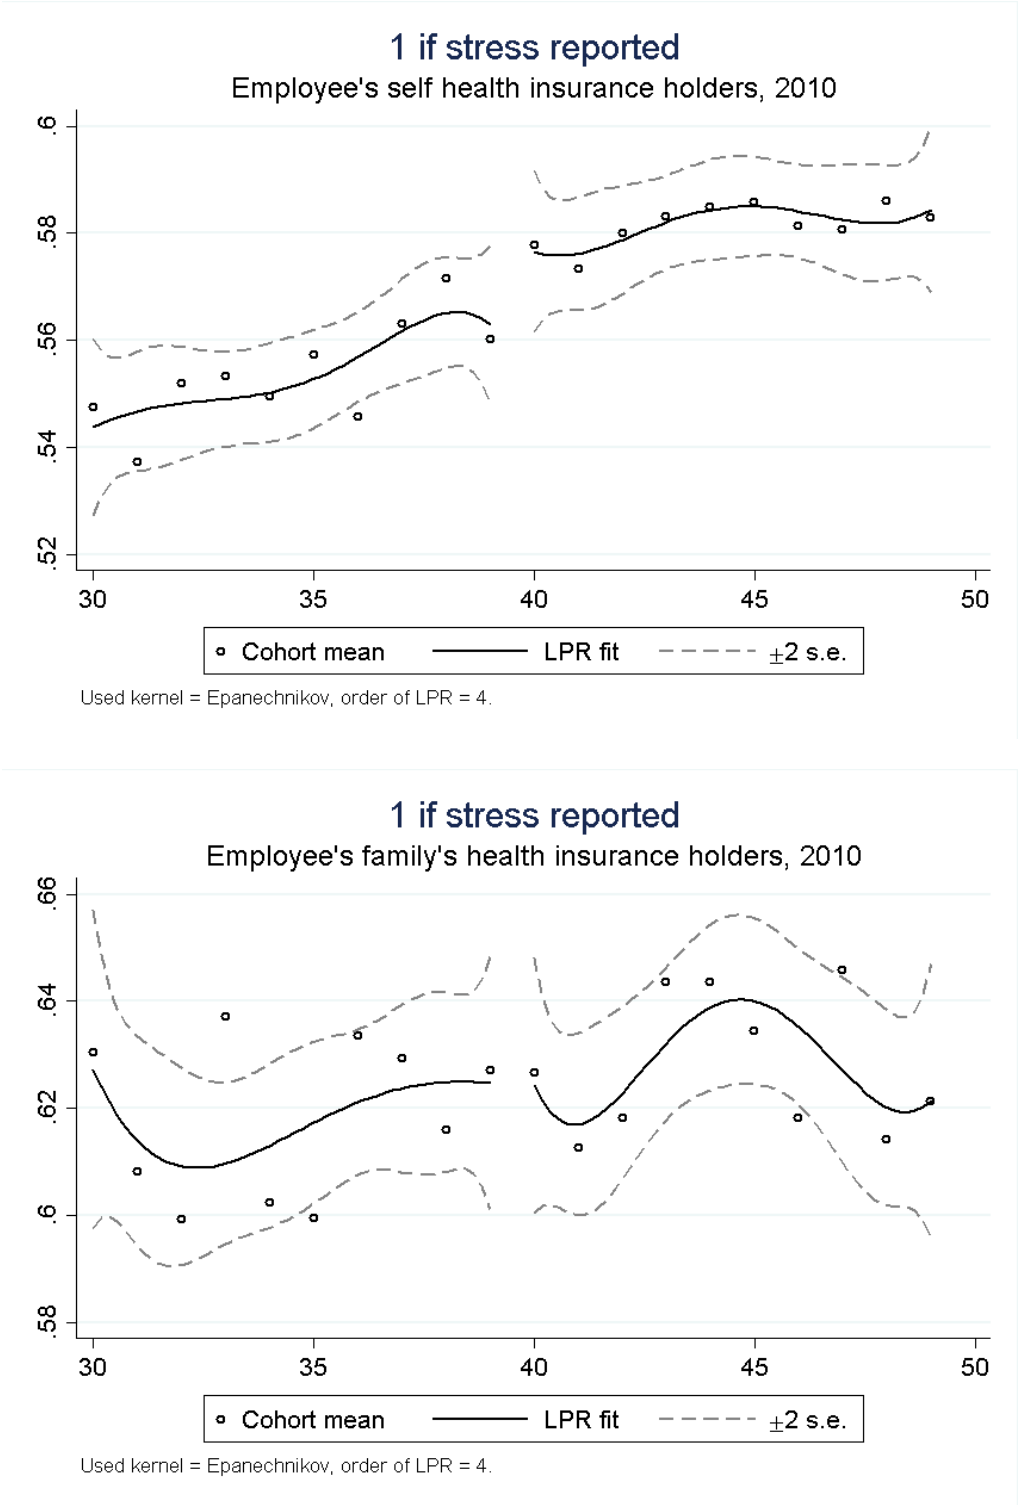 1 if stress reported
Employee's self health insurance holders, 2010
.6
.58
.56
.54
.52
30 35 40 45 50
Cohort mean LPR fit ±2 s.e.
Used kernel = Epanechnikov, order of LPR = 4.
1 if stress reported
Employee's family's health insurance holders, 2010
.66
.64
.62
.6
.58
30 35 40 45 50
Cohort mean LPR fit ±2 s.e.
Used kernel = Epanechnikov, order of LPR = 4.